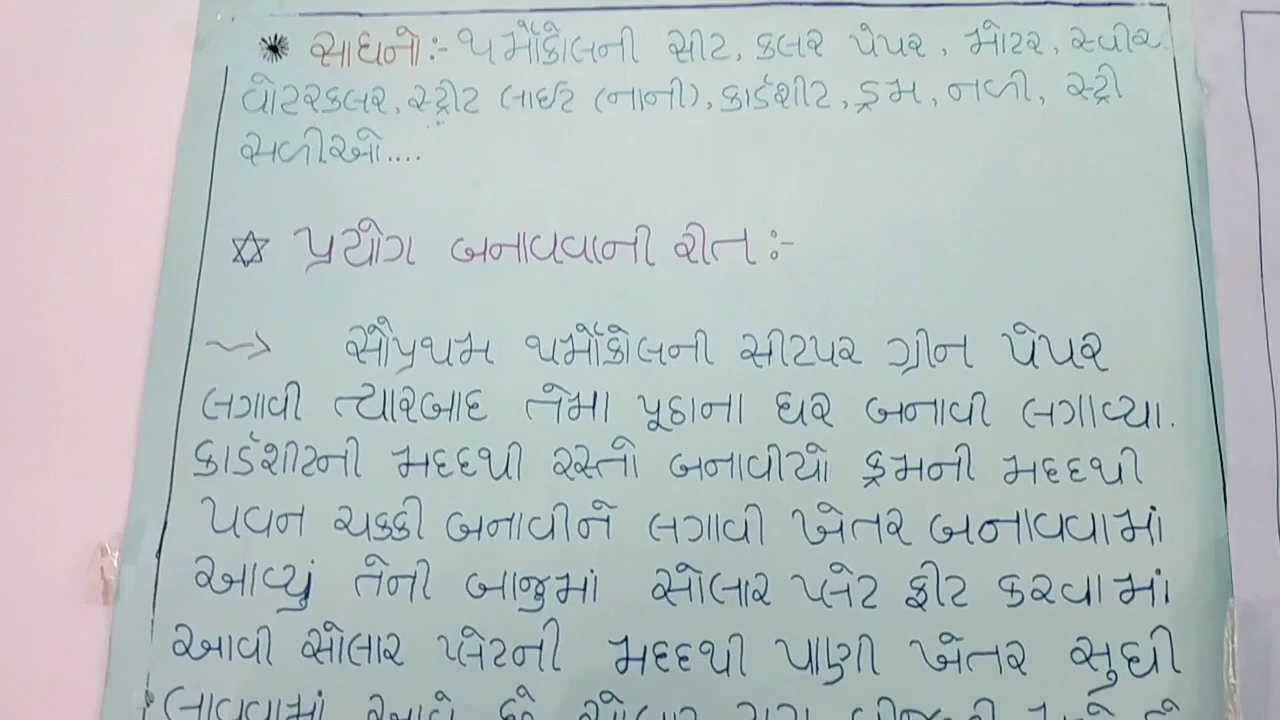 સાધનો:- થર્મોકોલની સીટ, કલર પેપર, મોટર, સ્વીચ
વોટરકલર, સ્ટ્રીટ લાઈટ (નાની), કાર્ડશીટ, ફ્રમ, નળી, સ્ટ્રો
સળીઓ....
પ્રયોગ બનાવવાની રીત:-
સૌપ્રથમ થર્મોકોલની સીટપર ગ્રીન પેપર
લગાવી ત્યારબાદ તેમા પૂઠાના ઘર બનાવી લગાવ્યા.
કાર્ડશીટની મદદથી રસ્તો બનાવીયો ફ્રમની મદદથી
પવન ચક્કી બનાવીને લગાવી ખેતર બનાવવામાં
આવ્યું તેની બાજુમાં સોલાર પ્લેટ ફીટ કરવામાં
આવી સોલાર પ્લેટની મદદથી પાણી ખેતર સુધી
લાવવામાં આવે છે